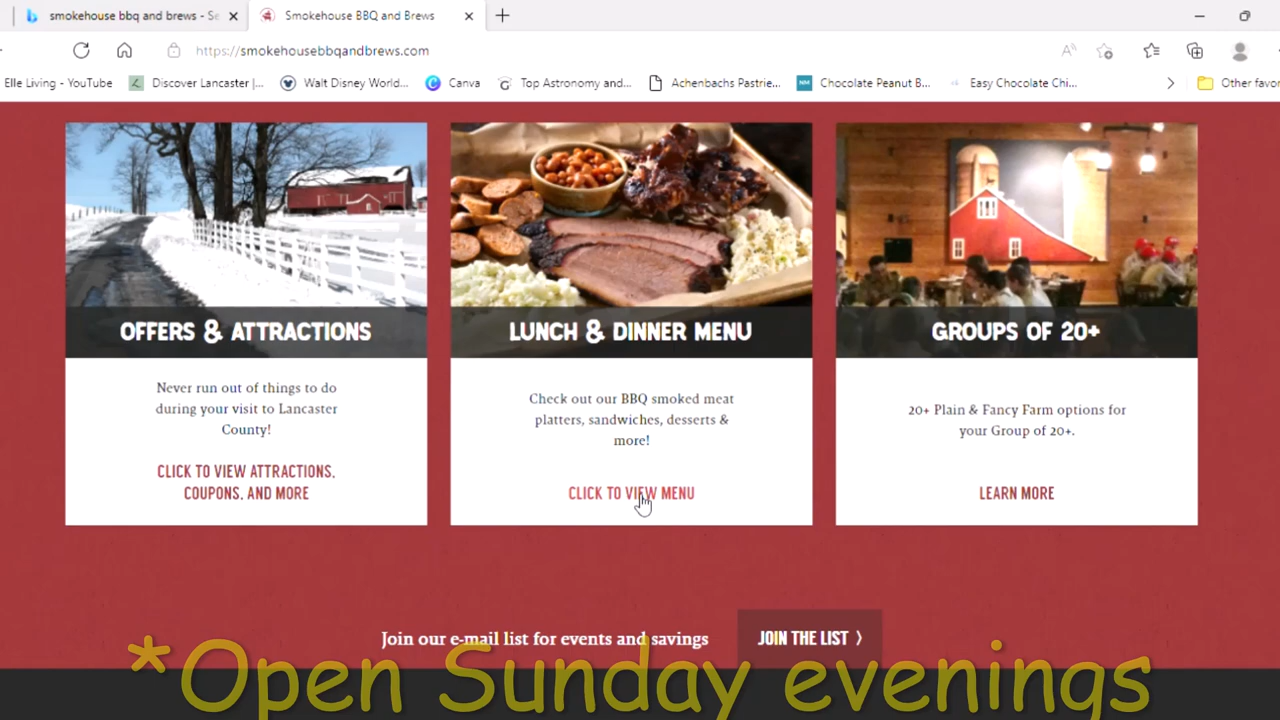 smokehouse bbq and brews - Se
Smokehouse BBQ and Brews
https://smokehousebbqandbrews.com
Elle Living - YouTube
Discover Lancaster |...
Walt Disney World...
Canva
Top Astronomy and...
Achenbachs Pastrie...
Chocolate Peanut B...
Easy Chocolate Chi...
Other favor
OFFERS & ATTRACTIONS
Never run out of things to do
during your visit to Lancaster
County!
CLICK TO VIEW ATTRACTIONS,
COUPONS, AND MORE
LUNCH & DINNER MENU
Check out our BBQ smoked meat
platters, sandwiches, desserts &
more!
CLICK TO VIEW MENU
GROUPS OF 20+
20+ Plain & Fancy Farm options for
your Group of 20+.
LEARN MORE
Join our e-mail list for events and savings
JOIN THE LIST >
*Open Sunday evenings